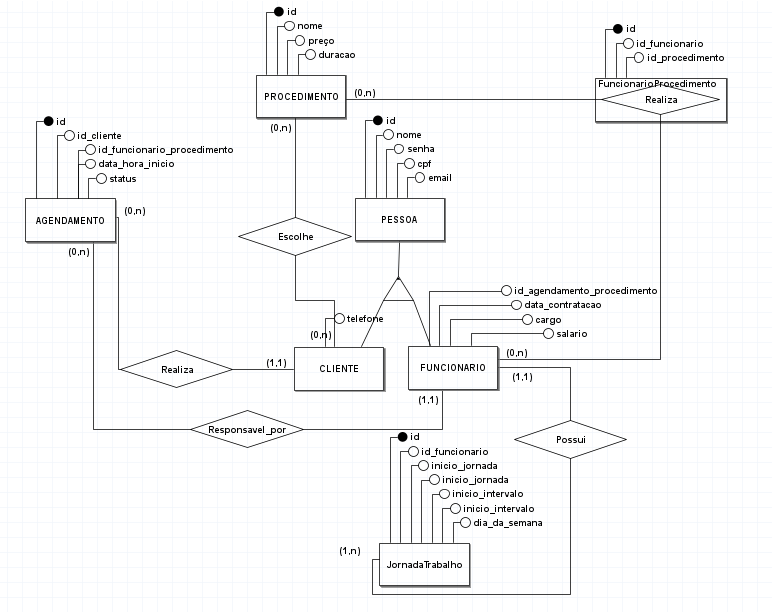 id
nome
preço
duracao
PROCEDIMENTO
(0,n)
(0,n)
id
id_funcionario
id_procedimento
FuncionarioProcedimento
Realiza
id
id_cliente
id_funcionario_procedimento
data_hora_inicio
status
AGENDAMENTO
(0,n)
(0,n)
id
nome
senha
cpf
email
PESSOA
Escolhe
telefone
(0,n)
CLIENTE
(1,1)
Realiza
id_agendamento_procedimento
data_contratacao
cargo
salario
FUNCIONARIO
(0,n)
(1,1)
(1,1)
Responsavel_por
Possui
id
id_funcionario
inicio_jornada
inicio_jornada
inicio_intervalo
inicio_intervalo
dia_da_semana
(1,n)
JornadaTrabalho